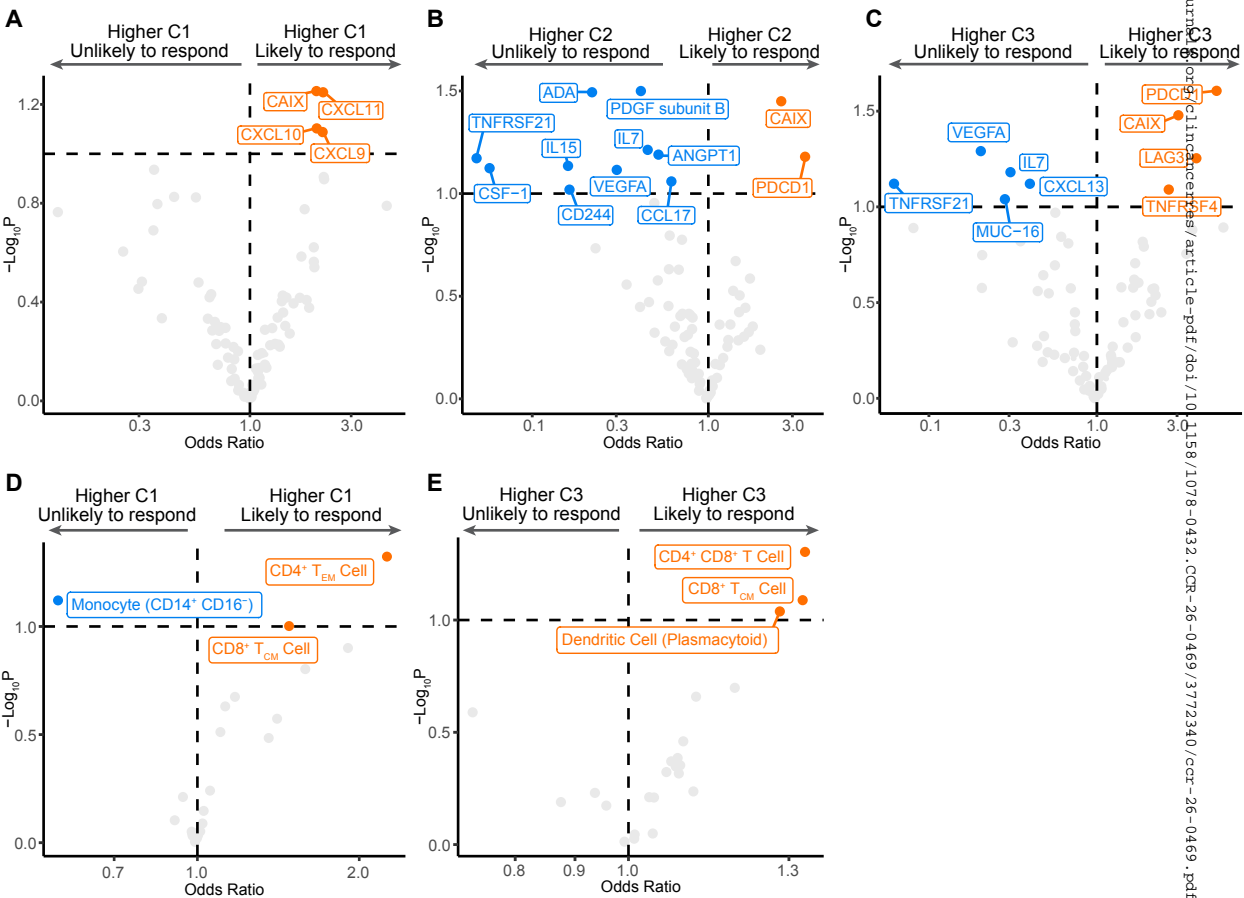 A
Higher C1
Unlikely to respond
Higher C1
Likely to respond
CAIX
CXCL11
CXCL10
CXCL9
−Log10P
1.2
0.8
0.4
0.0
0.3
1.0
3.0
Odds Ratio
B
Higher C2
Unlikely to respond
Higher C2
Likely to respond
ADA
PDGF subunit B
CAIX
TNFRSF21
IL15
IL7
ANGPT1
CSF−1
VEGFA
PDCD1
CD244
CCL17
−Log10P
1.5
1.0
0.5
0.0
0.1
0.3
1.0
3.0
Odds Ratio
C
Higher C3
Unlikely to respond
Higher C3
Likely to respond
PDCD1
CAIX
VEGFA
IL7
LAG3
CXCL13
TNFRSF21
TNFRSF4
MUC−16
−Log10P
1.5
1.0
0.5
0.0
0.1
0.3
1.0
3.0
Odds Ratio
D
Higher C1
Unlikely to respond
Higher C1
Likely to respond
CD4+ TEM Cell
Monocyte (CD14+ CD16−)
CD8+ TCM Cell
−Log10P
1.0
0.5
0.0
0.7
1.0
2.0
Odds Ratio
E
Higher C3
Unlikely to respond
Higher C3
Likely to respond
CD4+ CD8+ T Cell
CD8+ TCM Cell
Dendritic Cell (Plasmacytoid)
−Log10P
1.0
0.5
0.0
0.8
0.9
1.0
1.3
Odds Ratio